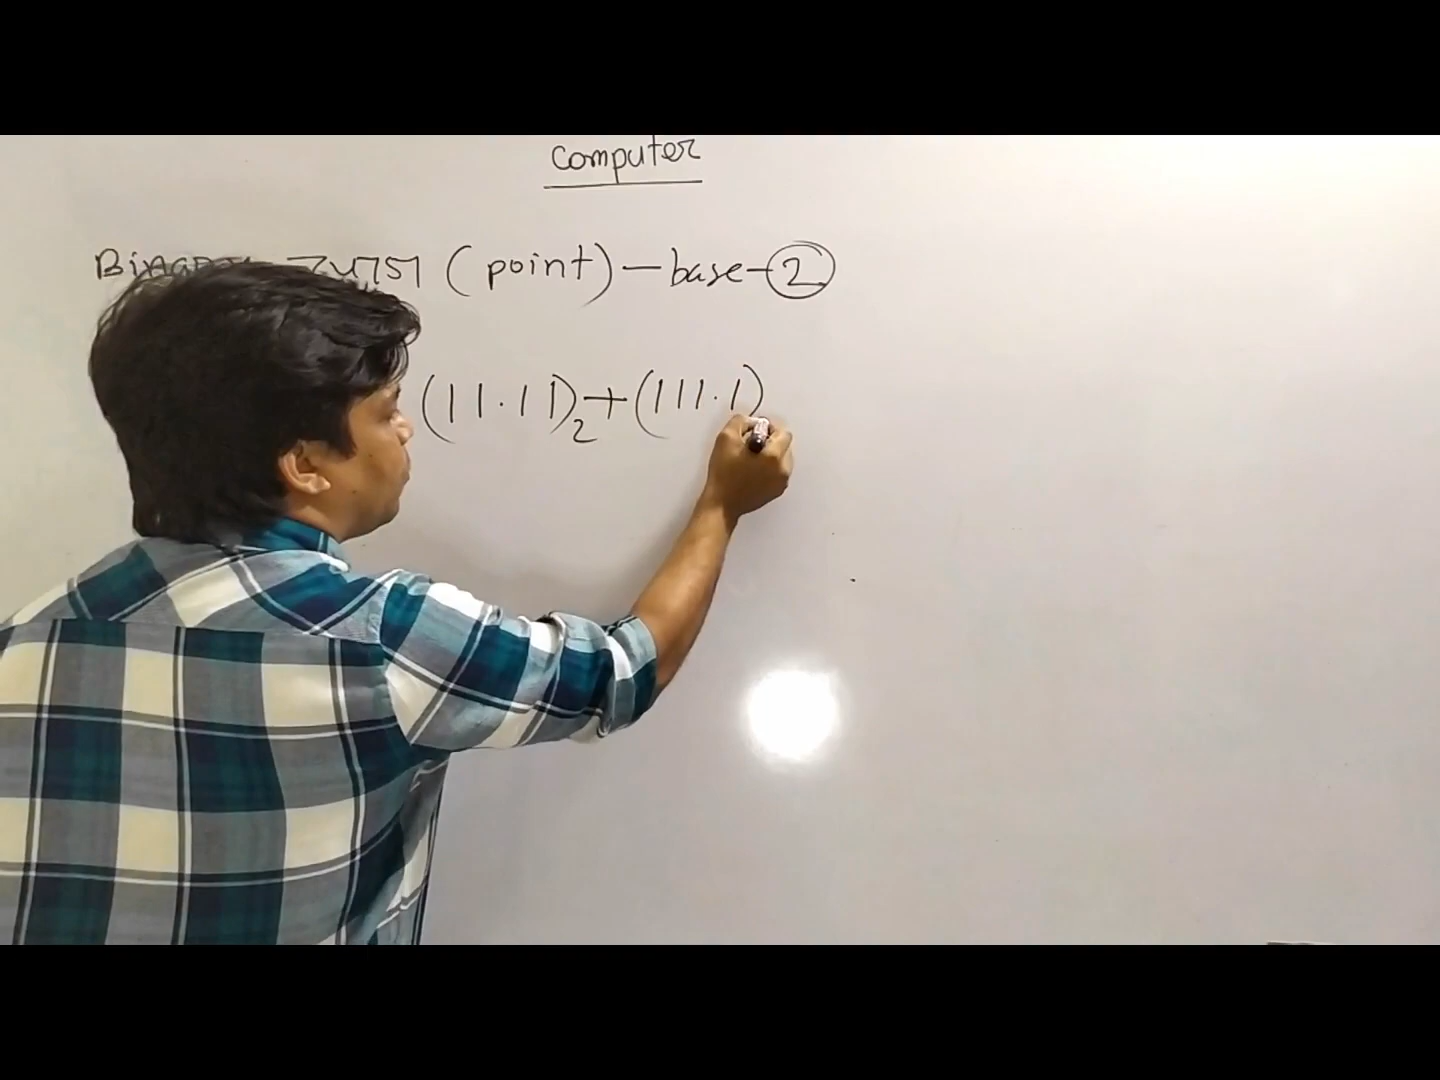 Computer
Binary যোগ (point) – base – 2
(11.11)₂ + (111.1)